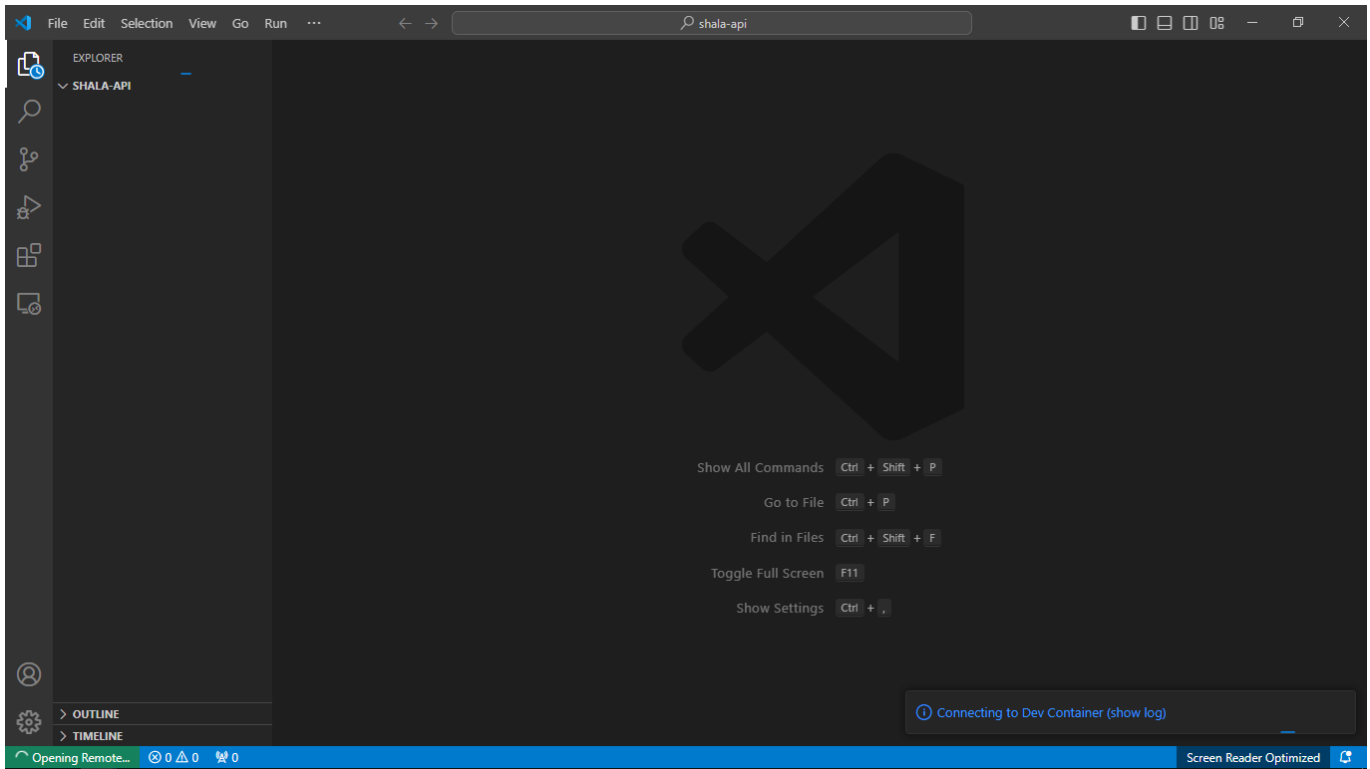 File Edit Selection View Go Run ...
shala-api
EXPLORER
SHALA-API
Show All Commands Ctrl + Shift + P
Go to File Ctrl + P
Find in Files Ctrl + Shift + F
Toggle Full Screen F11
Show Settings Ctrl + ,
Connecting to Dev Container (show log)
OUTLINE
TIMELINE
Opening Remote... 0 0 0 Screen Reader Optimized